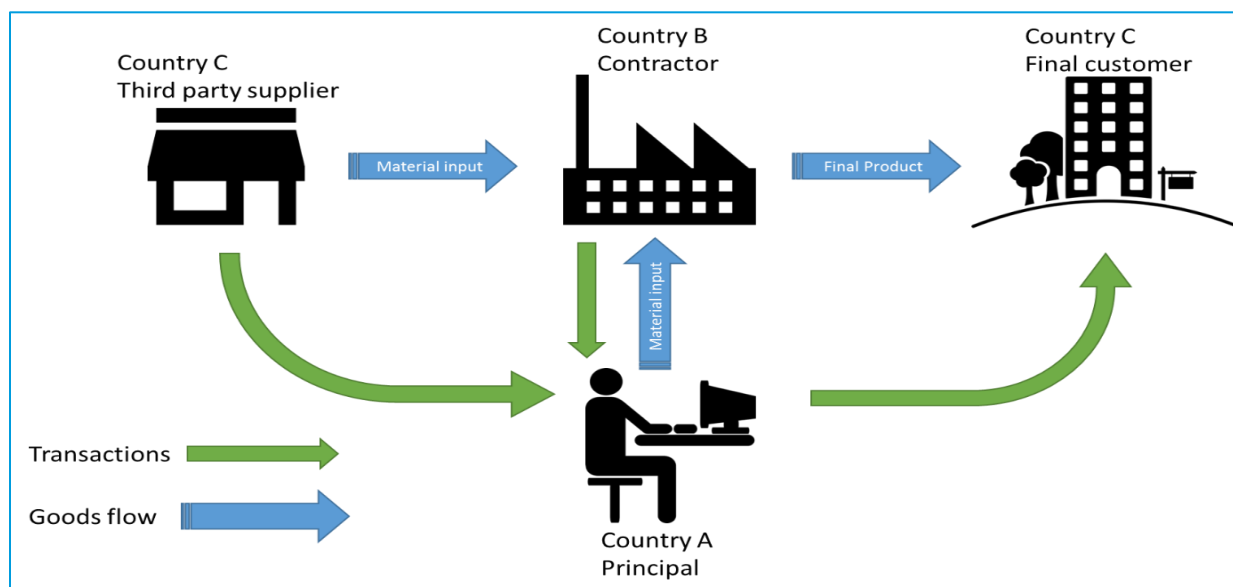 Country C
Third party supplier
Country B
Contractor
Country C
Final customer
Material input
Final Product
Material input
Transactions
Goods flow
Country A
Principal